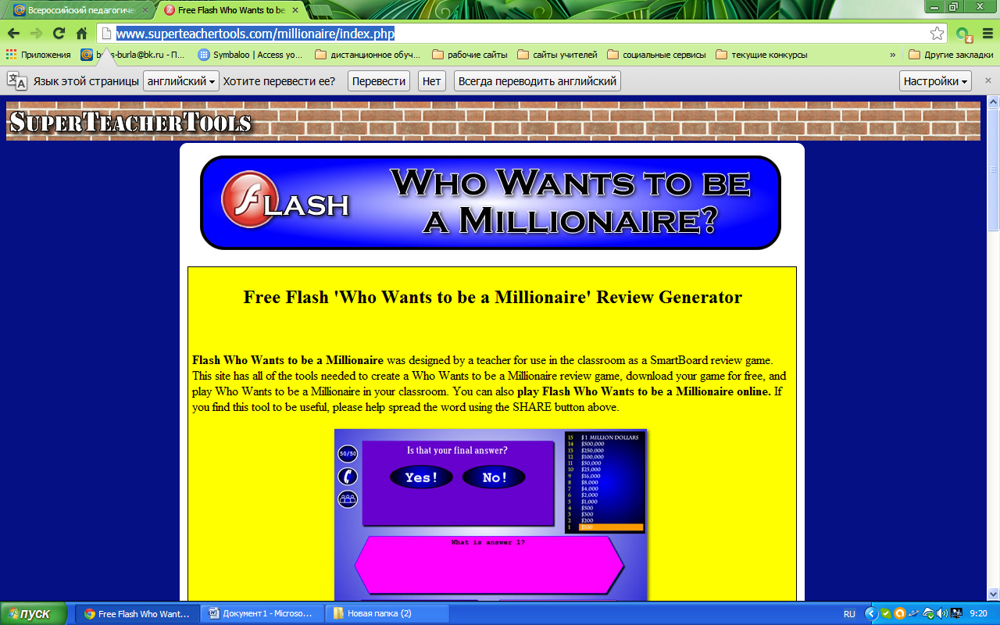 Всероссийский педагогиче
Free Flash Who Wants to be
www.superteachertools.com/millionaire/index.php
4
Приложения
-burla@bk.ru - П...
Symbaloo | Access yo...
дистанционное обуч...
рабочие сайты
сайты учителей
социальные сервисы
текущие конкурсы
»
Другие закладки
Язык этой страницы
английский
Хотите перевести ее?
Перевести
Нет
Всегда переводить английский
Настройки
SuperTeacherTools
Flash
Who Wants to be
a Millionaire?
Free Flash 'Who Wants to be a Millionaire' Review Generator
Flash Who Wants to be a Millionaire was designed by a teacher for use in the classroom as a SmartBoard review game.
This site has all of the tools needed to create a Who Wants to be a Millionaire review game, download your game for free, and
play Who Wants to be a Millionaire in your classroom. You can also play Flash Who Wants to be a Millionaire online. If
you find this tool to be useful, please help spread the word using the SHARE button above.
50/50
Is that your final answer?
Yes!
No!
15 $1 MILLION DOLLARS
14 $500,000
13 $250,000
12 $100,000
11 $50,000
10 $25,000
9 $16,000
8 $8,000
7 $4,000
6 $2,000
5 $1,000
4 $500
3 $300
2 $200
1 $100
What is answer 1?
пуск
Free Flash Who Want...
Документ1 - Microso...
Новая папка (2)
RU
9:20